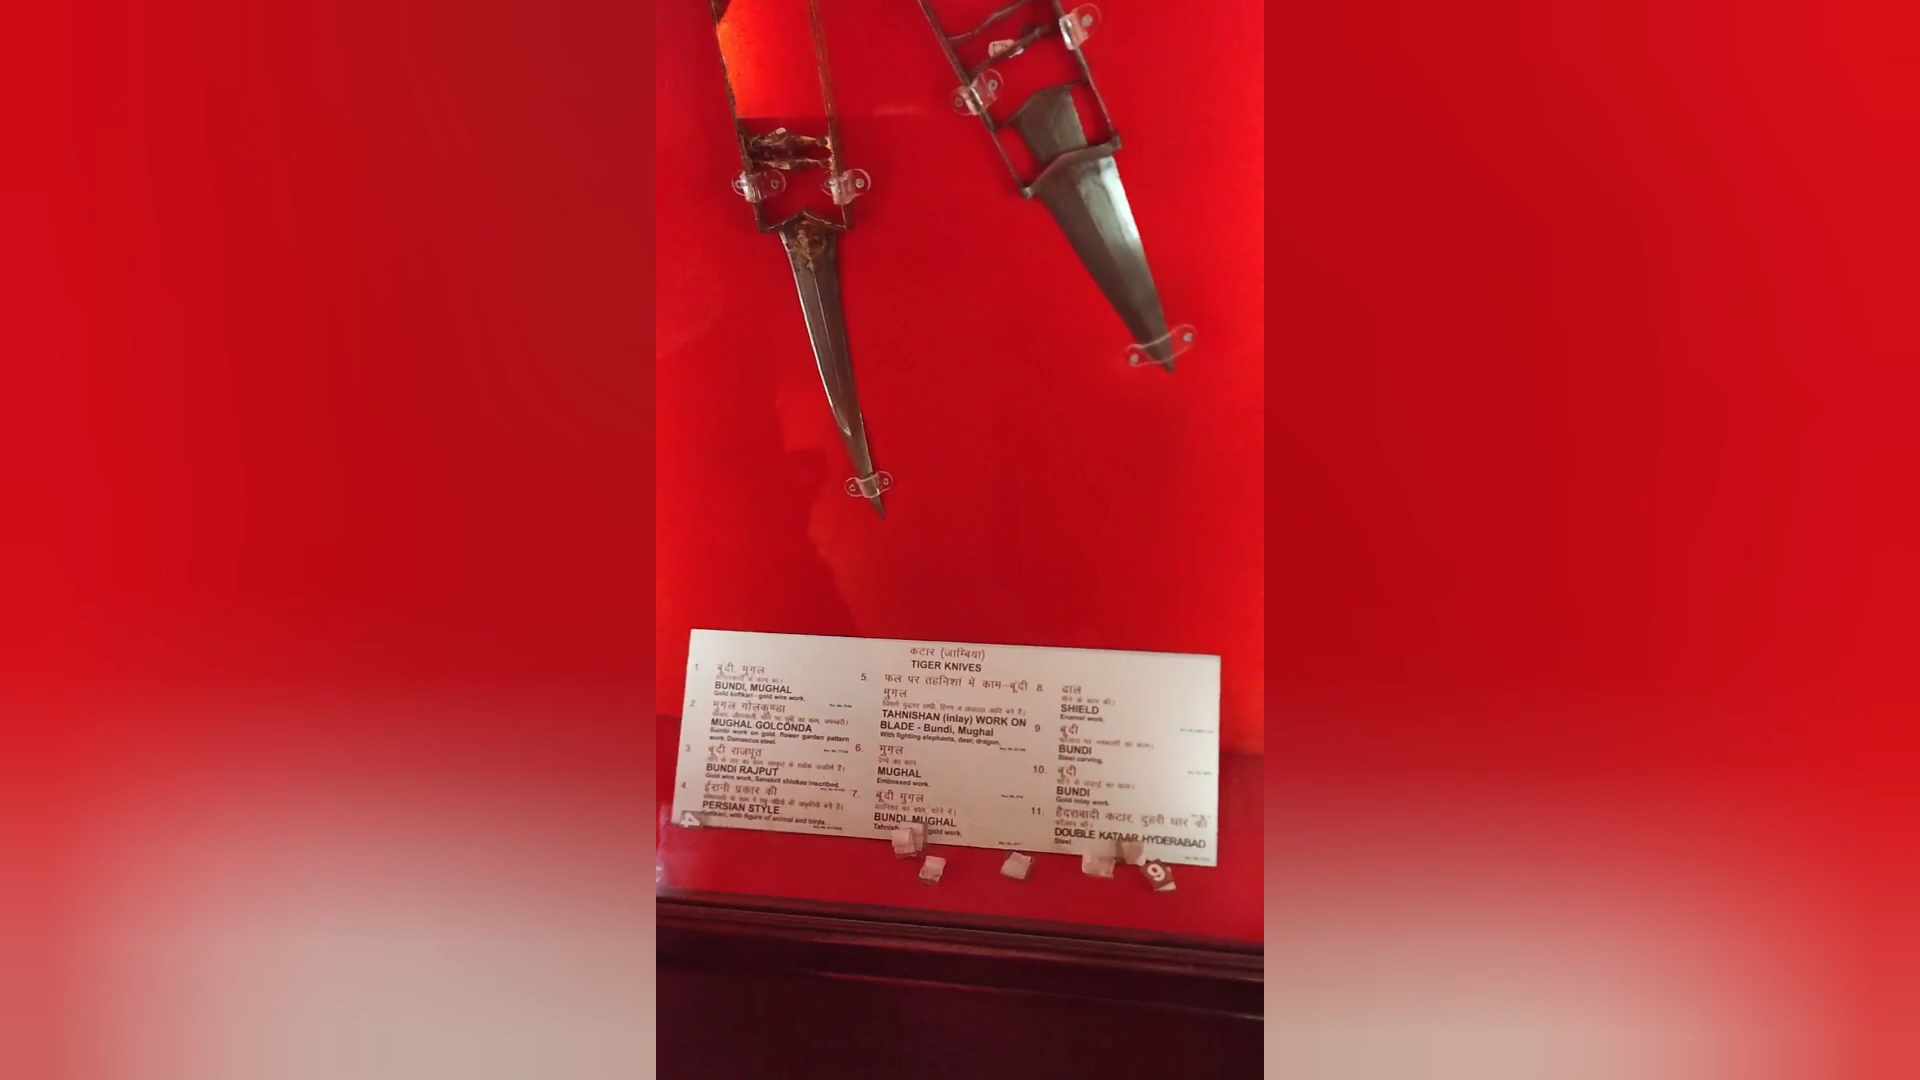 कटार (जाम्बिया)
TIGER KNIVES
1. बूंदी, मुगल
BUNDI, MUGHAL
Gold koftkari - gold wire work.
2. मुगल गोलकुण्डा
MUGHAL GOLCONDA
Sumbi work on gold, flower garden pattern
work, Damascus steel.
3. बूंदी राजपूत
BUNDI RAJPUT
Gold wire work, Sanskrit shlokas inscribed.
4. ईरानी प्रकार की
PERSIAN STYLE
Koftkari, with figure of animal and birds.
5. फल पर तहनिशां में काम-बूंदी
मुगल
TAHNISHAN (inlay) WORK ON
BLADE - Bundi, Mughal
With fighting elephants, deer, dragon.
6. मुगल
ठप्पे का काम
MUGHAL
Embossed work.
7. बूंदी मुगल
BUNDI, MUGHAL
gold work.
8. ढाल
SHIELD
Enamel work.
9. बूंदी
BUNDI
Steel carving.
10. बूंदी
BUNDI
Gold inlay work.
11. हैदराबादी कटार, दुहरी धार की
DOUBLE KATAAR HYDERABAD
Steel.
4
9